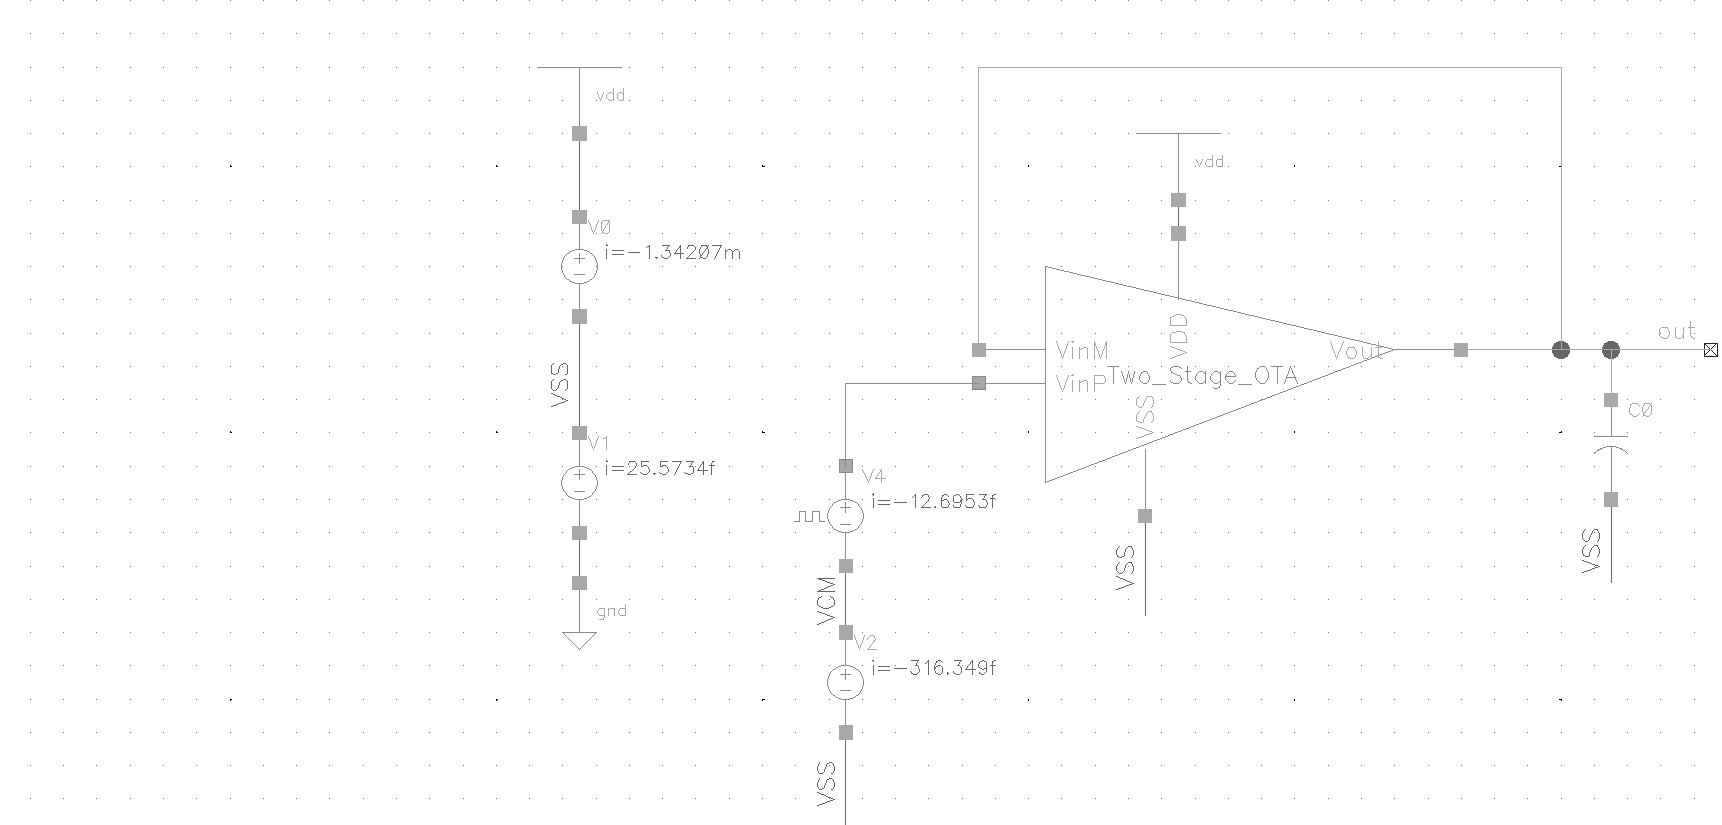 vdd
vdd
V0
i=-1.34207m
VDD
out
VinM
Vout
VSS
VinP
Two_Stage_OTA
VSS
C0
V1
i=25.5734f
V4
i=-12.6953f
VSS
VSS
VCM
gnd
V2
i=-316.349f
VSS